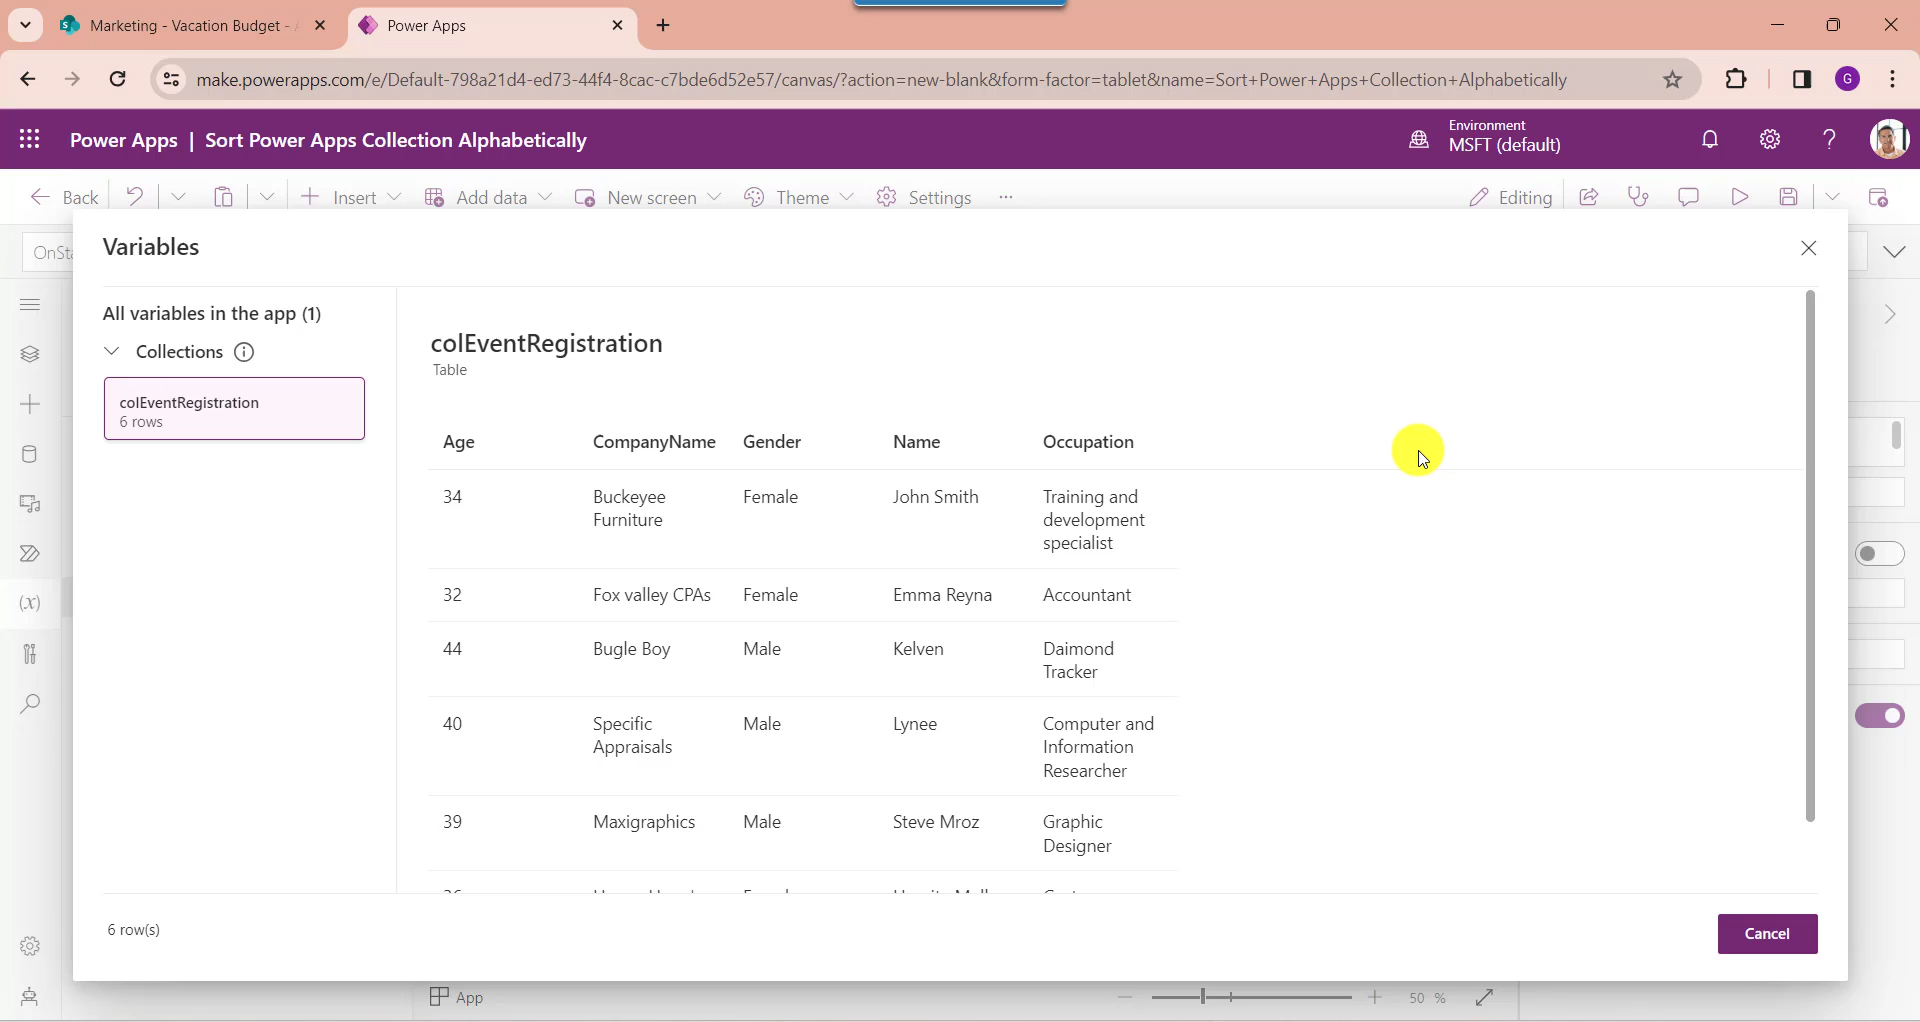 Marketing - Vacation Budget -
Power Apps
make.powerapps.com/e/Default-798a21d4-ed73-44f4-8cac-c7bde6d52e57/canvas/?action=new-blank&form-factor=tablet&name=Sort+Power+Apps+Collection+Alphabetically
G
Power Apps | Sort Power Apps Collection Alphabetically
Environment
MSFT (default)
Back
Insert
Add data
New screen
Theme
Settings
Editing
Variables
All variables in the app (1)
Collections
colEventRegistration
6 rows
colEventRegistration
Table
Age CompanyName Gender Name Occupation
34 Buckeyee Female John Smith Training and
Furniture development
specialist
32 Fox valley CPAs Female Emma Reyna Accountant
44 Bugle Boy Male Kelven Daimond
Tracker
40 Specific Male Lynee Computer and
Appraisals Information
Researcher
39 Maxigraphics Male Steve Mroz Graphic
Designer
6 row(s)
Cancel
App
50 %